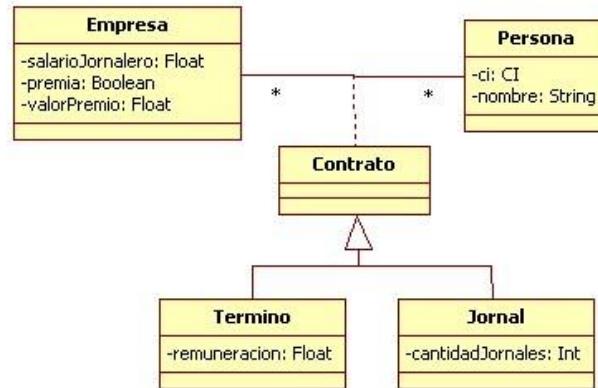 Empresa
-salarioJornalero: Float
-premia: Boolean
-valorPremio: Float
Persona
-ci: CI
-nombre: String
*
*
Contrato
Termino
-remuneracion: Float
Jornal
-cantidadJornales: Int